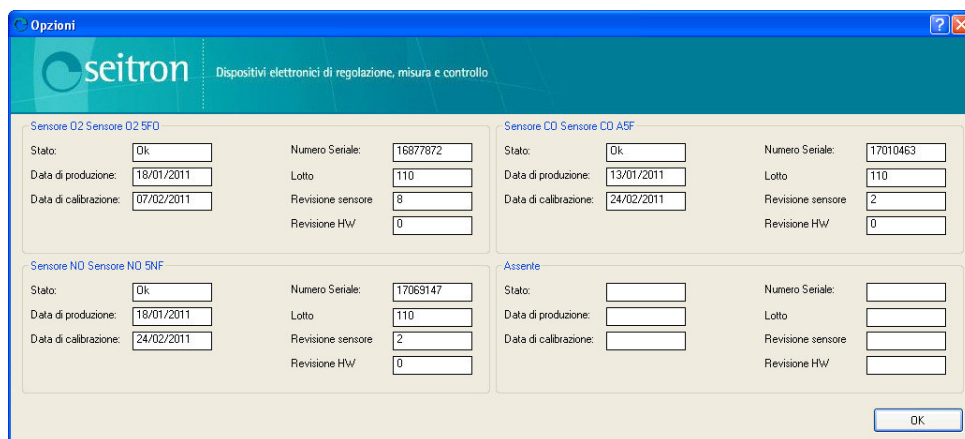 Opzioni
seitron
Dispositivi elettronici di regolazione, misura e controllo
Sensore O2 Sensore O2 5FO
Stato: Ok Numero Seriale: 16877872
Data di produzione: 18/01/2011 Lotto 110
Data di calibrazione: 07/02/2011 Revisione sensore 8
Revisione HW 0
Sensore CO Sensore CO A5F
Stato: Ok Numero Seriale: 17010463
Data di produzione: 13/01/2011 Lotto 110
Data di calibrazione: 24/02/2011 Revisione sensore 2
Revisione HW 0
Sensore NO Sensore NO 5NF
Stato: Ok Numero Seriale: 17069147
Data di produzione: 18/01/2011 Lotto 110
Data di calibrazione: 24/02/2011 Revisione sensore 2
Revisione HW 0
Assente
Stato: Numero Seriale:
Data di produzione: Lotto
Data di calibrazione: Revisione sensore
Revisione HW
OK